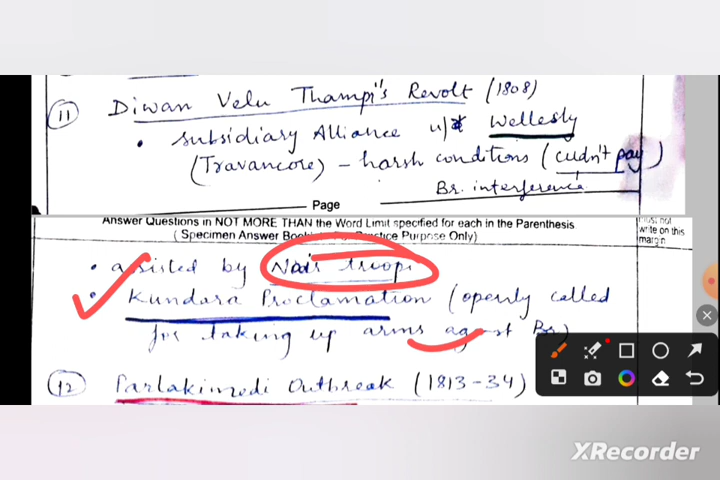 11 Diwan Velu Thampi's Revolt (1808)
• Subsidiary Alliance w/ Wellesly
(Travancore) – harsh conditions (cudn't pay)
Br. interference
Page
Answer Questions in NOT MORE THAN the Word Limit specified for each in the Parenthesis
(Specimen Answer Booklet for Practice Purpose Only)
must not
write on this
margin
• assisted by Nair troops
• Kundara Proclamation (openly called
for taking up arms against Br)
12 Parlakimedi Outbreak (1813-34)
XRecorder